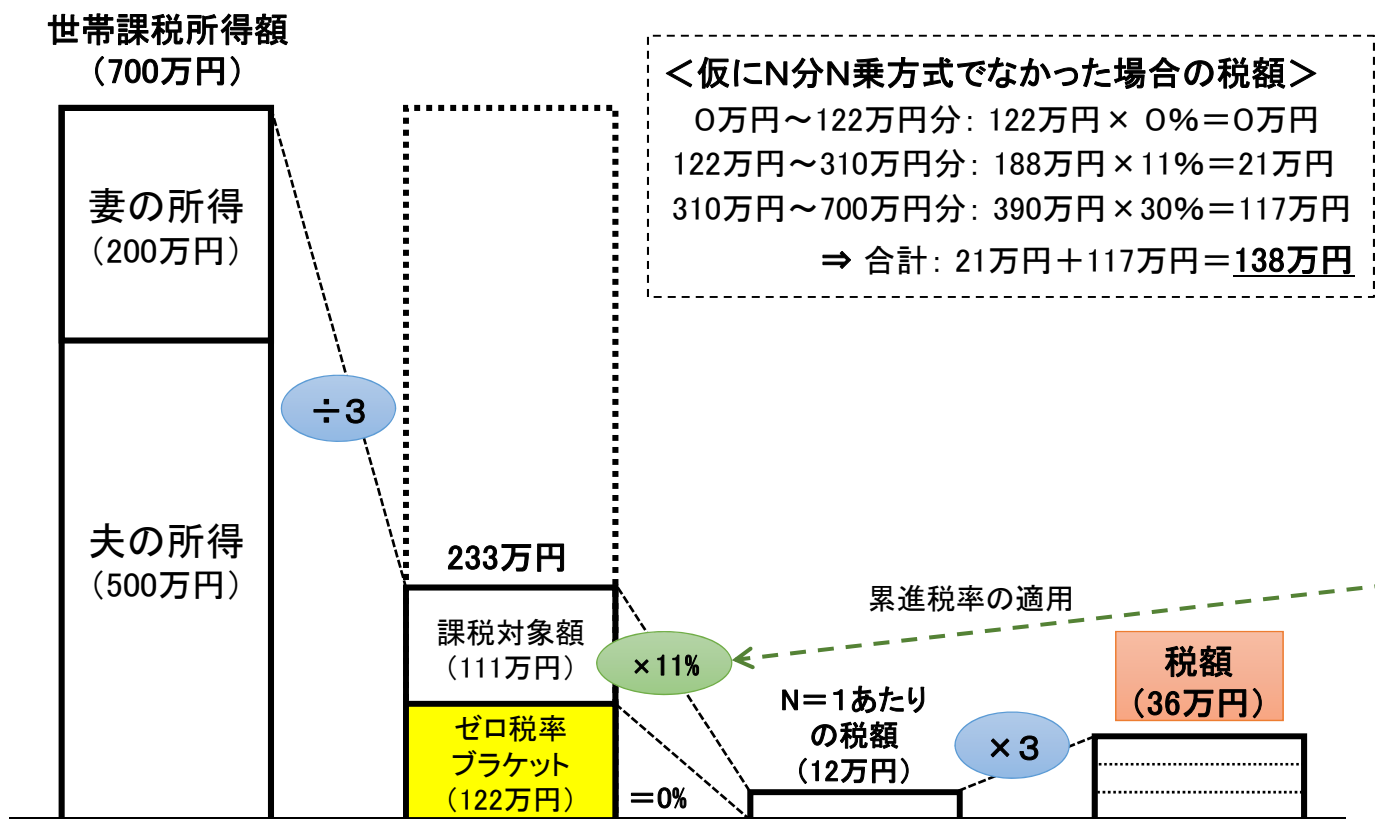 世帯課税所得額
（700万円）
妻の所得
（200万円）
夫の所得
（500万円）
÷３
233万円
課税対象額
（111万円）
ゼロ税率
ブラケット
（122万円）
＝0%
×11%
累進税率の適用
N＝１あたり
の税額
（12万円）
×３
税額
（36万円）
＜仮にＮ分Ｎ乗方式でなかった場合の税額＞
０万円～122万円分： 122万円× ０％＝０万円
122万円～310万円分： 188万円×11％＝21万円
310万円～700万円分： 390万円×30％＝117万円
⇒ 合計： 21万円＋117万円＝138万円